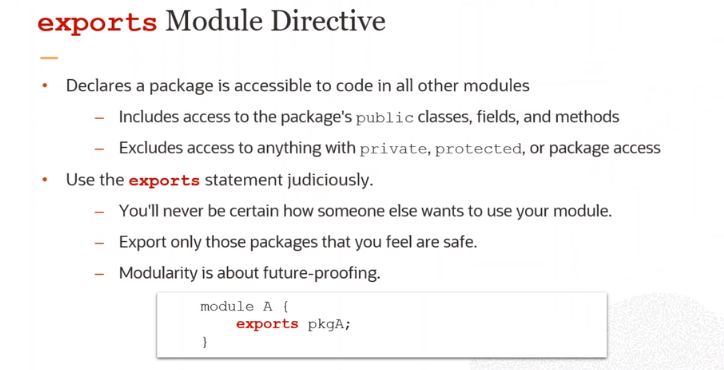 exports Module Directive
• Declares a package is accessible to code in all other modules
– Includes access to the package's public classes, fields, and methods
– Excludes access to anything with private, protected, or package access
• Use the exports statement judiciously.
– You'll never be certain how someone else wants to use your module.
– Export only those packages that you feel are safe.
– Modularity is about future-proofing.
module A {
exports pkgA;
}